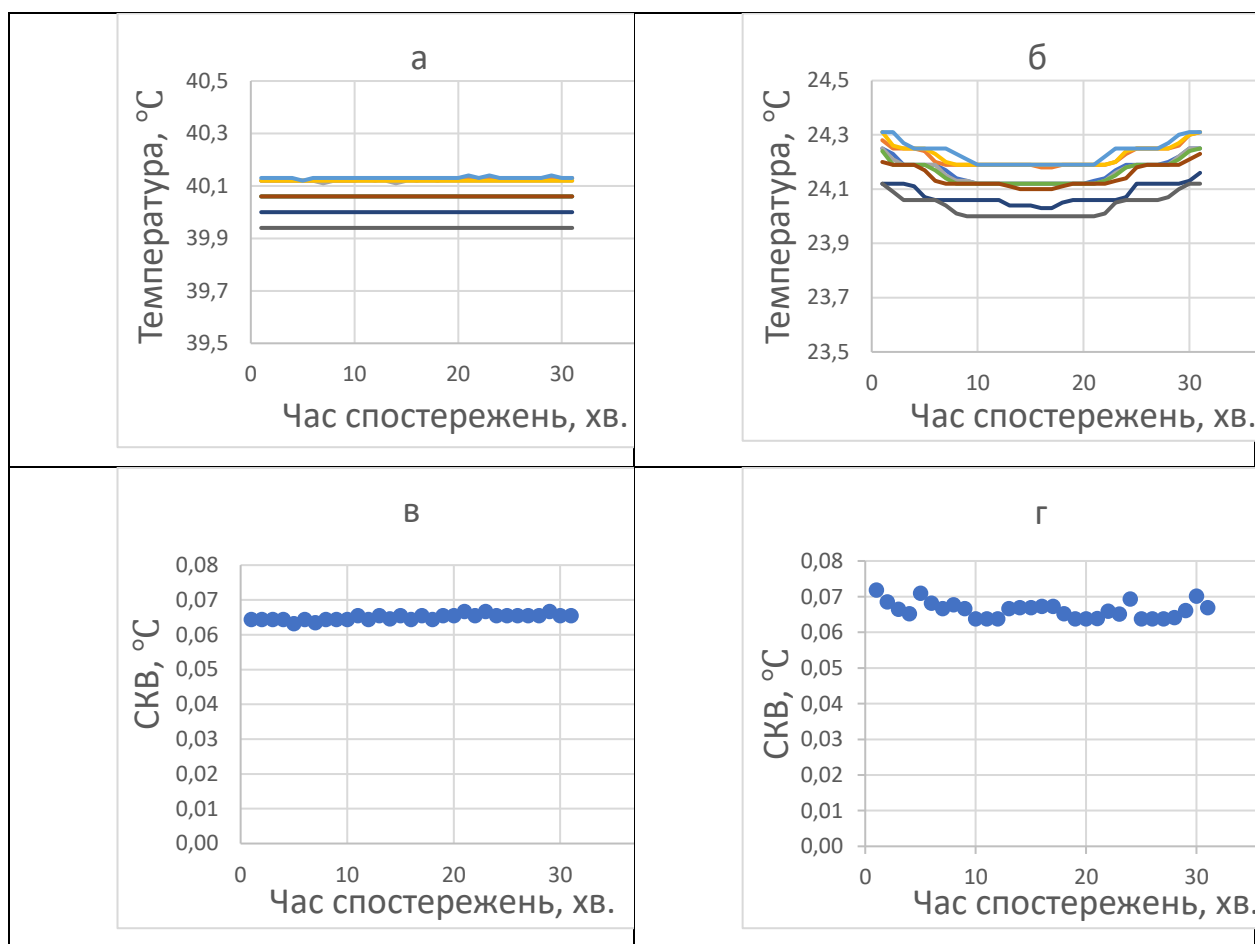 а
Температура, °С
40,5
40,3
40,1
39,9
39,7
39,5
0 10 20 30
Час спостережень, хв.
б
Температура, °С
24,5
24,3
24,1
23,9
23,7
23,5
0 10 20 30
Час спостережень, хв.
в
СКВ, °С
0,08
0,07
0,06
0,05
0,04
0,03
0,02
0,01
0,00
0 10 20 30
Час спостережень, хв.
г
СКВ, °С
0,08
0,07
0,06
0,05
0,04
0,03
0,02
0,01
0,00
0 10 20 30
Час спостережень, хв.